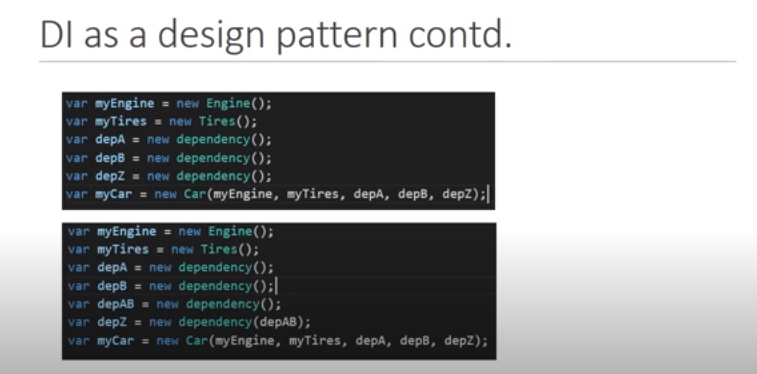 DI as a design pattern contd.
var myEngine = new Engine();
var myTires = new Tires();
var depA = new dependency();
var depB = new dependency();
var depZ = new dependency();
var myCar = new Car(myEngine, myTires, depA, depB, depZ);
var myEngine = new Engine();
var myTires = new Tires();
var depA = new dependency();
var depB = new dependency();
var depAB = new dependency();
var depZ = new dependency(depAB);
var myCar = new Car(myEngine, myTires, depA, depB, depZ);